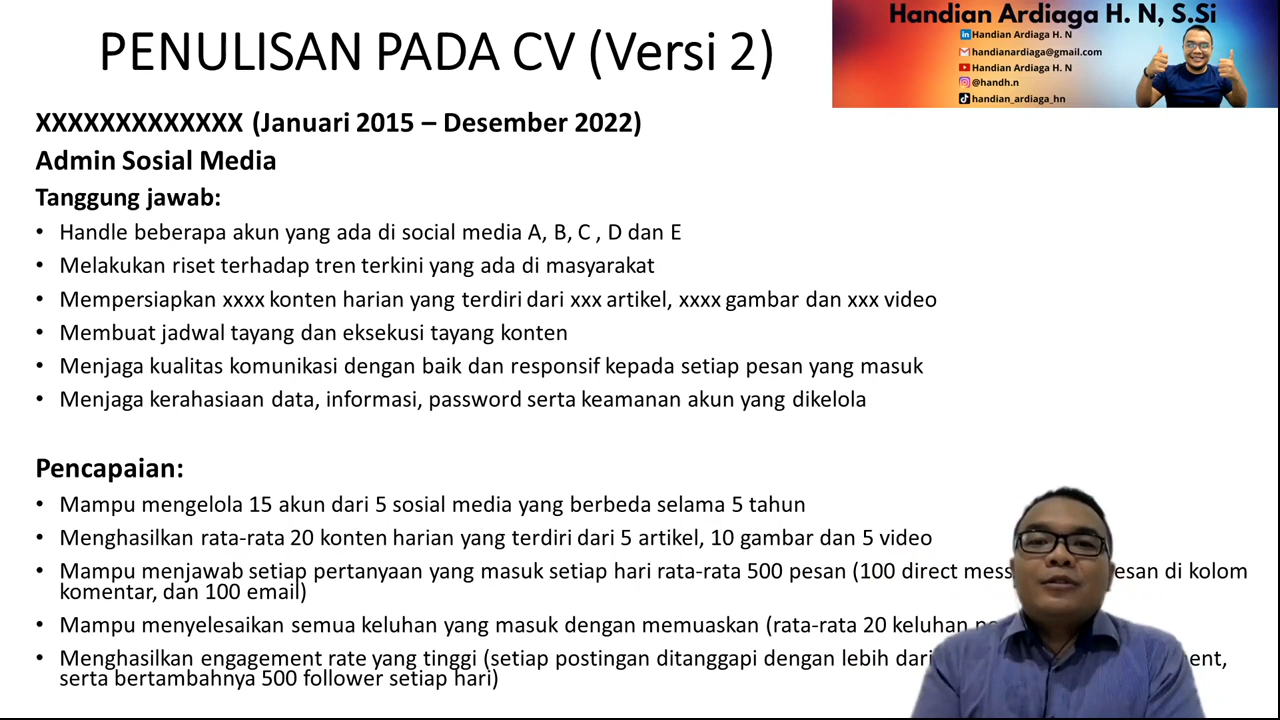 PENULISAN PADA CV (Versi 2)
Handian Ardiaga H. N, S.Si
Handian Ardiaga H. N
handianardiaga@gmail.com
Handian Ardiaga H. N
@handh.n
handian_ardiaga_hn
XXXXXXXXXXXXX (Januari 2015 – Desember 2022)
Admin Sosial Media
Tanggung jawab:
• Handle beberapa akun yang ada di social media A, B, C , D dan E
• Melakukan riset terhadap tren terkini yang ada di masyarakat
• Mempersiapkan xxxx konten harian yang terdiri dari xxx artikel, xxxx gambar dan xxx video
• Membuat jadwal tayang dan eksekusi tayang konten
• Menjaga kualitas komunikasi dengan baik dan responsif kepada setiap pesan yang masuk
• Menjaga kerahasiaan data, informasi, password serta keamanan akun yang dikelola
Pencapaian:
• Mampu mengelola 15 akun dari 5 sosial media yang berbeda selama 5 tahun
• Menghasilkan rata-rata 20 konten harian yang terdiri dari 5 artikel, 10 gambar dan 5 video
• Mampu menjawab setiap pertanyaan yang masuk setiap hari rata-rata 500 pesan (100 direct di kolom
komentar, dan 100 email)
• Mampu menyelesaikan semua keluhan yang masuk dengan memuaskan (rata-rata 20 keluhan
• Menghasilkan engagement rate yang tinggi (setiap postingan ditanggapi dengan lebih dari
serta bertambahnya 500 follower setiap hari)